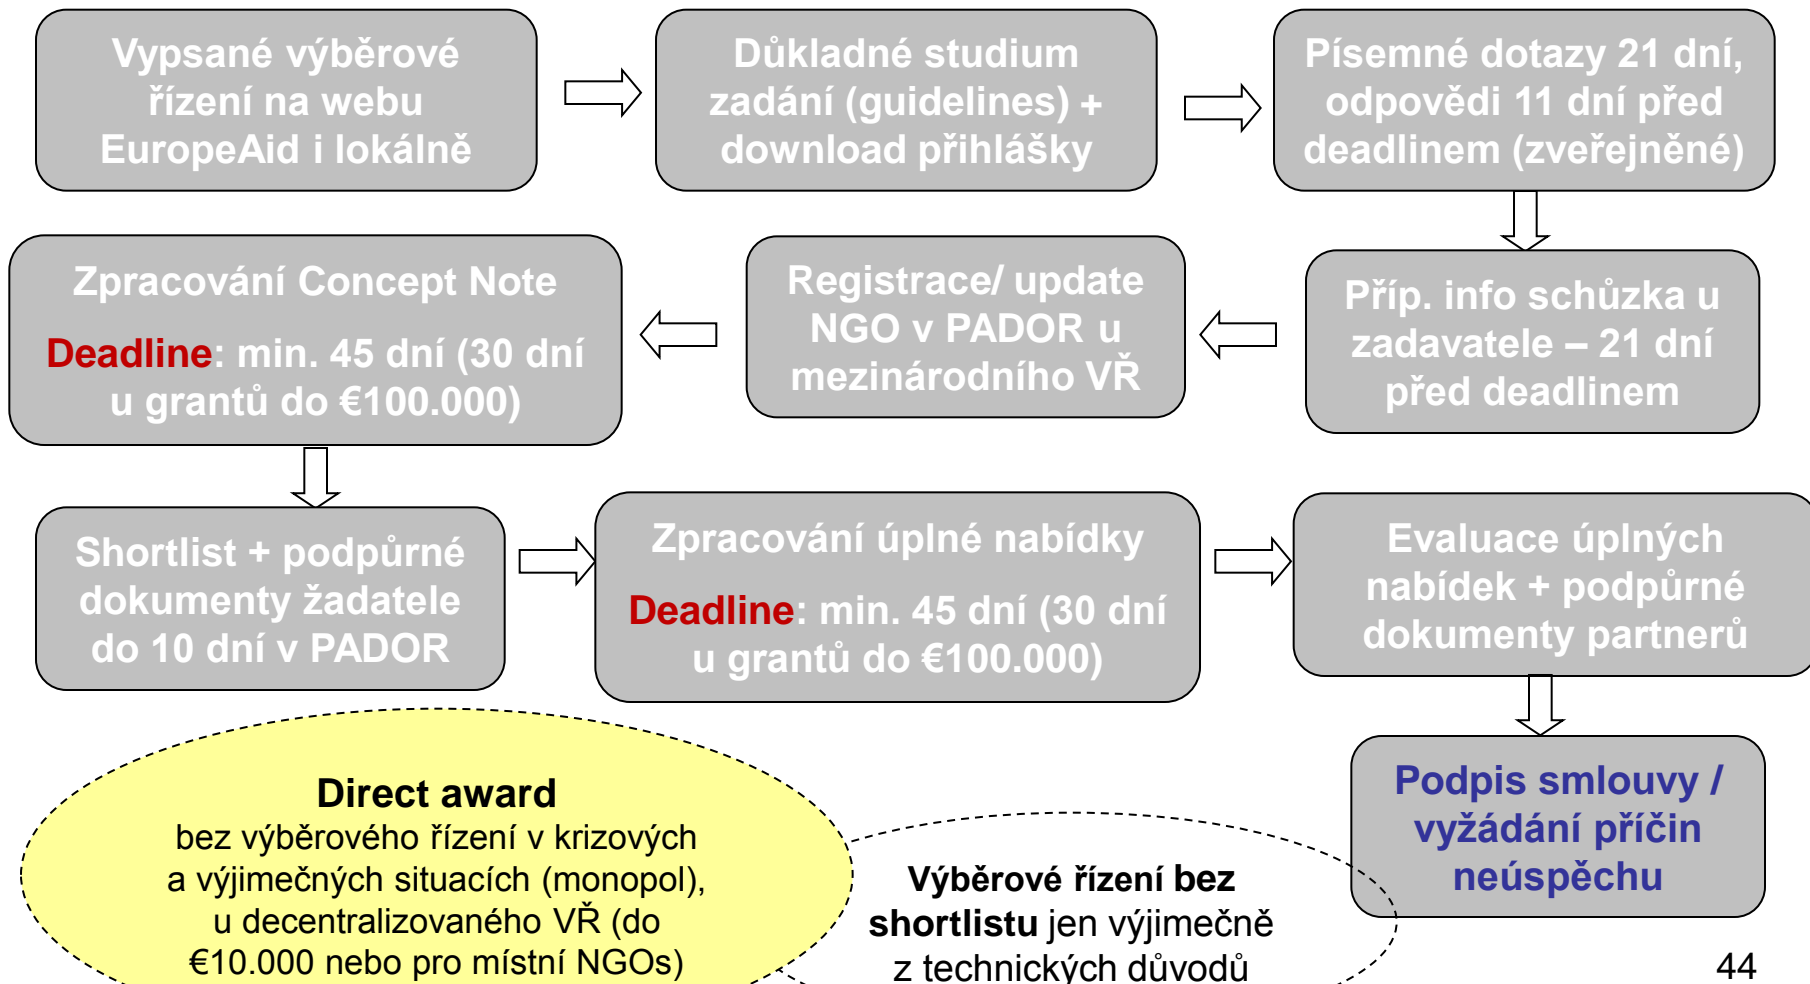 Vypsané výběrové
řízení na webu
EuropeAid i lokálně
Důkladné studium
zadání (guidelines) +
download přihlášky
Písemné dotazy 21 dní,
odpovědi 11 dní před
deadlinem (zveřejněné)
Příp. info schůzka u
zadavatele – 21 dní
před deadlinem
Registrace/ update
NGO v PADOR u
mezinárodního VŘ
Zpracování Concept Note
Deadline: min. 45 dní (30 dní
u grantů do €100.000)
Shortlist + podpůrné
dokumenty žadatele
do 10 dní v PADOR
Zpracování úplné nabídky
Deadline: min. 45 dní (30 dní
u grantů do €100.000)
Evaluace úplných
nabídek + podpůrné
dokumenty partnerů
Podpis smlouvy /
vyžádání příčin
neúspěchu
Direct award
bez výběrového řízení v krizových
a výjimečných situacích (monopol),
u decentralizovaného VŘ (do
€10.000 nebo pro místní NGOs)
Výběrové řízení bez
shortlistu jen výjimečně
z technických důvodů
44